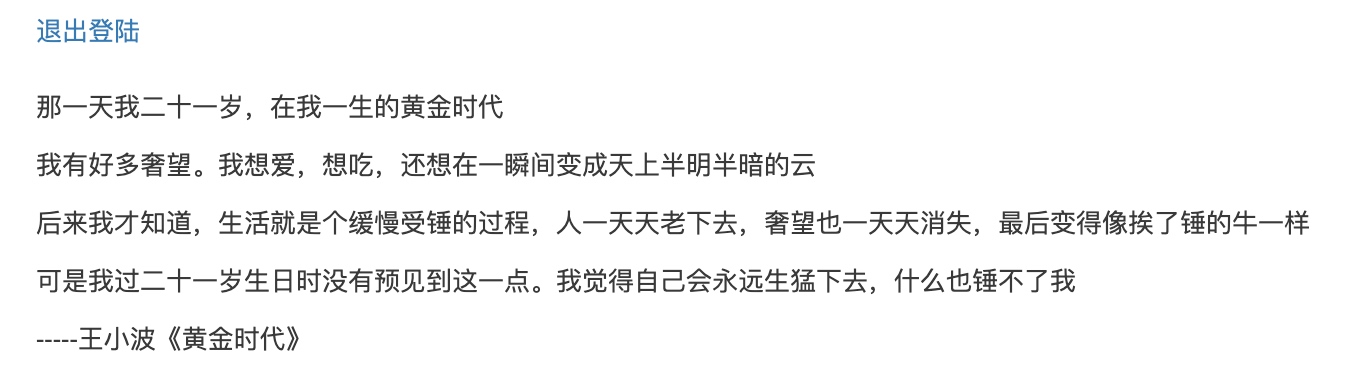 退出登陆
那一天我二十一岁，在我一生的黄金时代
我有好多奢望。我想爱，想吃，还想在一瞬间变成天上半明半暗的云
后来我才知道，生活就是个缓慢受锤的过程，人一天天老下去，奢望也一天天消失，最后变得像挨了锤的牛一样
可是我过二十一岁生日时没有预见到这一点。我觉得自己会永远生猛下去，什么也锤不了我
-----王小波《黄金时代》